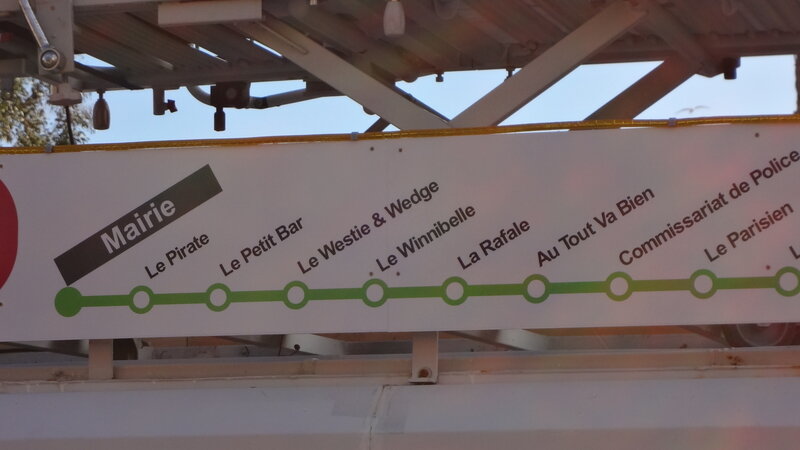 Mairie
Le Pirate
Le Petit Bar
Le Westie & Wedge
Le Winnibelle
La Rafale
Au Tout Va Bien
Commissariat de Police
Le Parisien